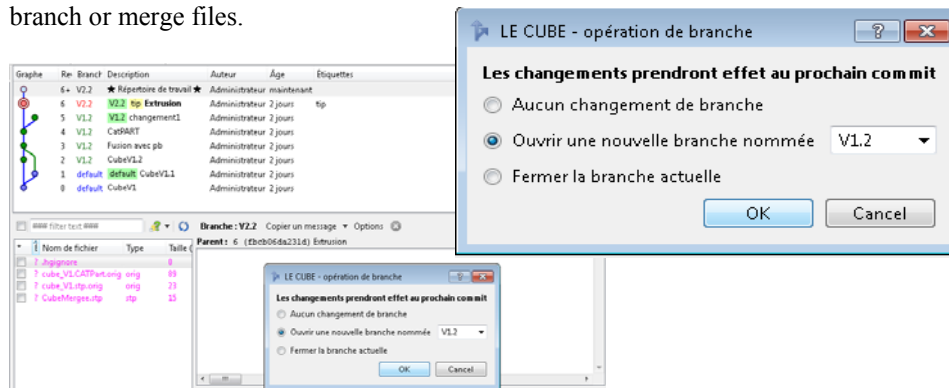 branch or merge files.
LE CUBE - opération de branche
Les changements prendront effet au prochain commit
Aucun changement de branche
Ouvrir une nouvelle branche nommée V1.2
Fermer la branche actuelle
OK Cancel
Graphe Re Branch Description Auteur Âge Étiquettes
6+ V2.2 ★ Répertoire de travail ★ Administrateur maintenant
6 V2.2 V2.2 tip Extrusion Administrateur 2 jours tip
5 V1.2 V1.2 changement1 Administrateur 2 jours
4 V1.2 CatPART Administrateur 2 jours
3 V1.2 Fusion avec pb Administrateur 2 jours
2 V1.2 CubeV1.2 Administrateur 2 jours
1 default default CubeV1.1 Administrateur 2 jours
0 default CubeV1 Administrateur 2 jours
### filter text ###
Branche : V2.2 Copier un message Options
Parent : 6 (fbcb06da231d) Extrusion
* Nom de fichier Type Taille (
? .hgignore 0
? cube_V1.CATPart.orig orig 89
? cube_V1.stp.orig orig 23
? CubeMergee.stp stp 15
LE CUBE - opération de branche
Les changements prendront effet au prochain commit
Aucun changement de branche
Ouvrir une nouvelle branche nommée V1.2
Fermer la branche actuelle
OK Cancel